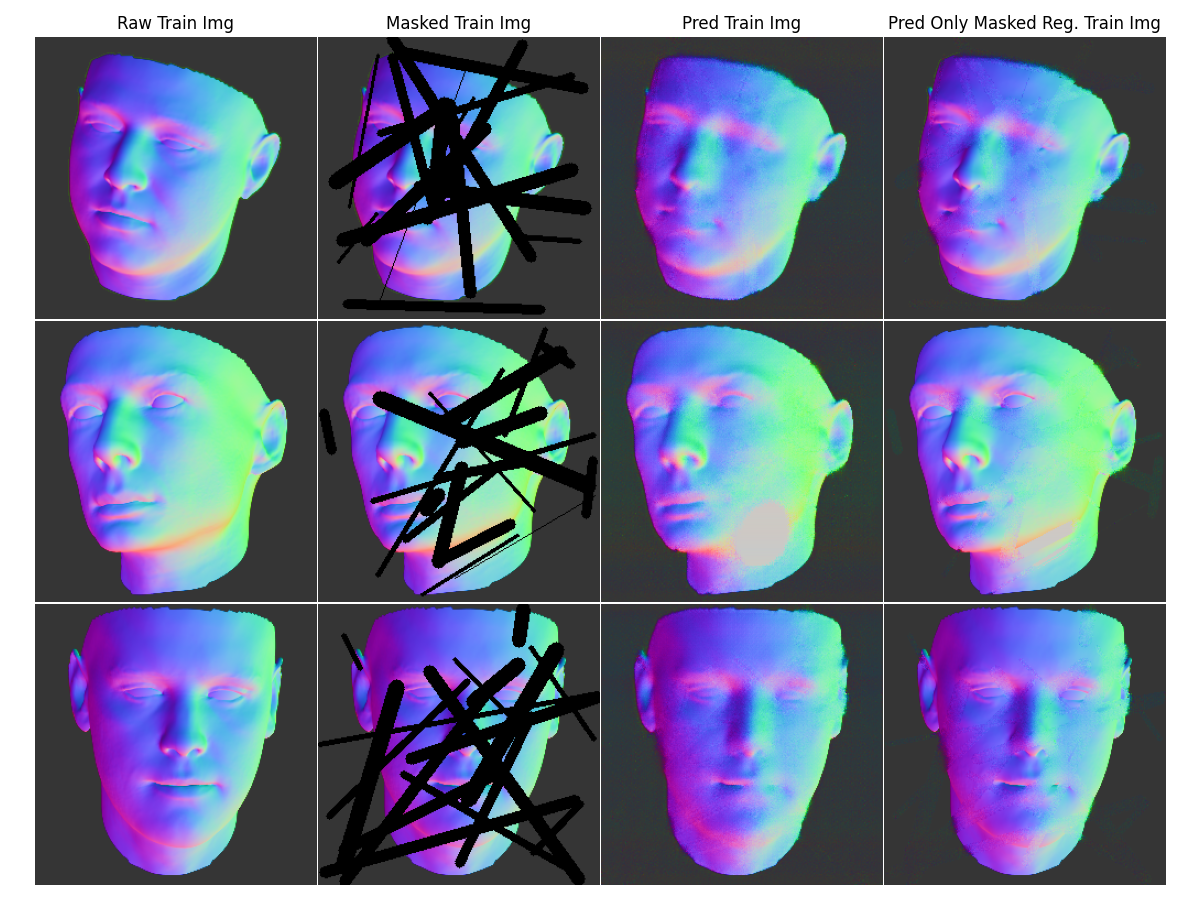 Raw Train Img
Masked Train Img
Pred Train Img
Pred Only Masked Reg. Train Img